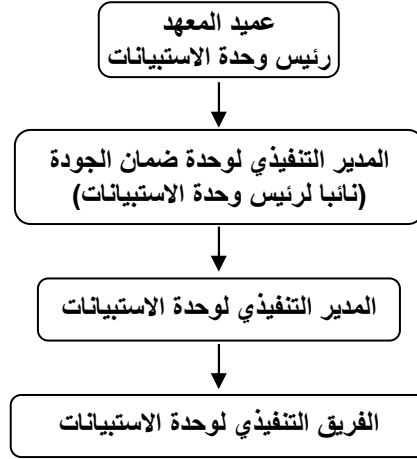 عميد المعهد
رئيس وحدة الاستبيانات
المدير التنفيذي لوحدة ضمان الجودة
(نائبا لرئيس وحدة الاستبيانات)
المدير التنفيذي لوحدة الاستبيانات
الفريق التنفيذي لوحدة الاستبيانات